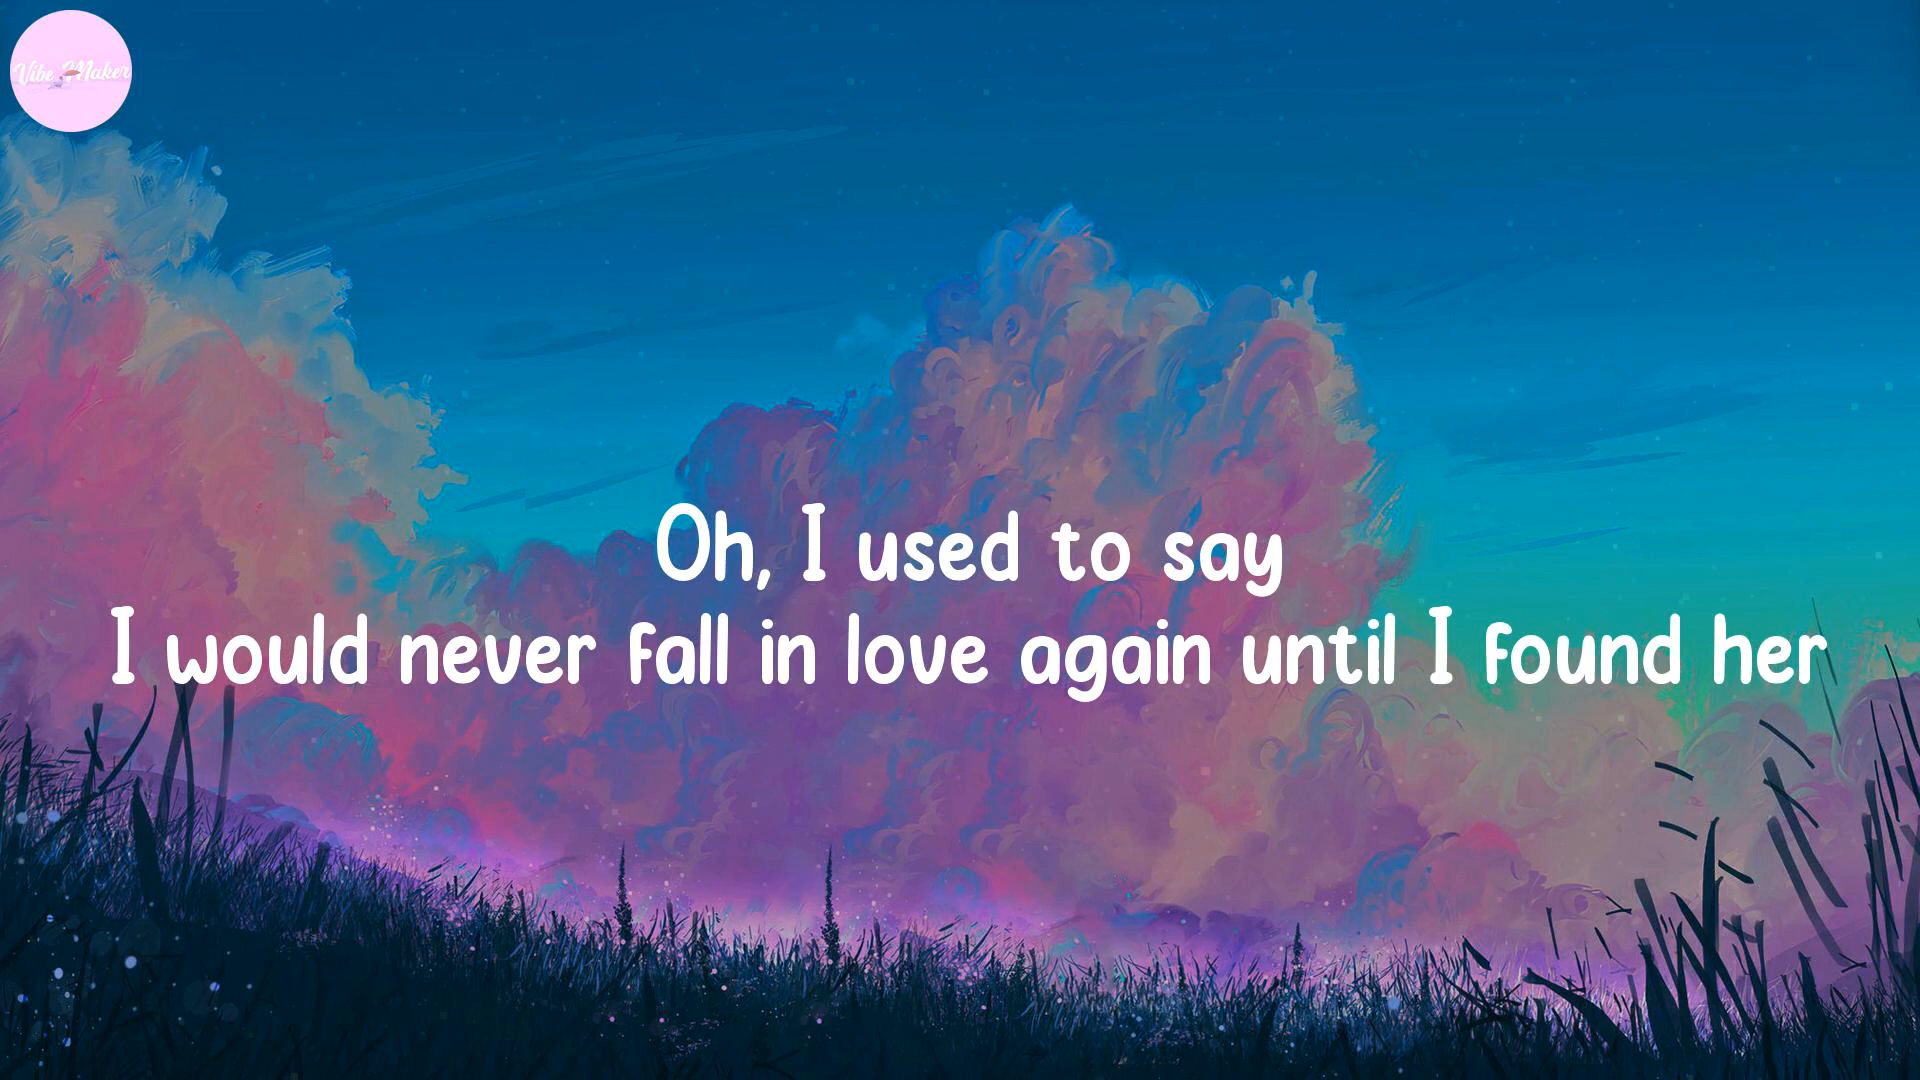 Vibe Maker
Oh, I used to say
I would never fall in love again until I found her